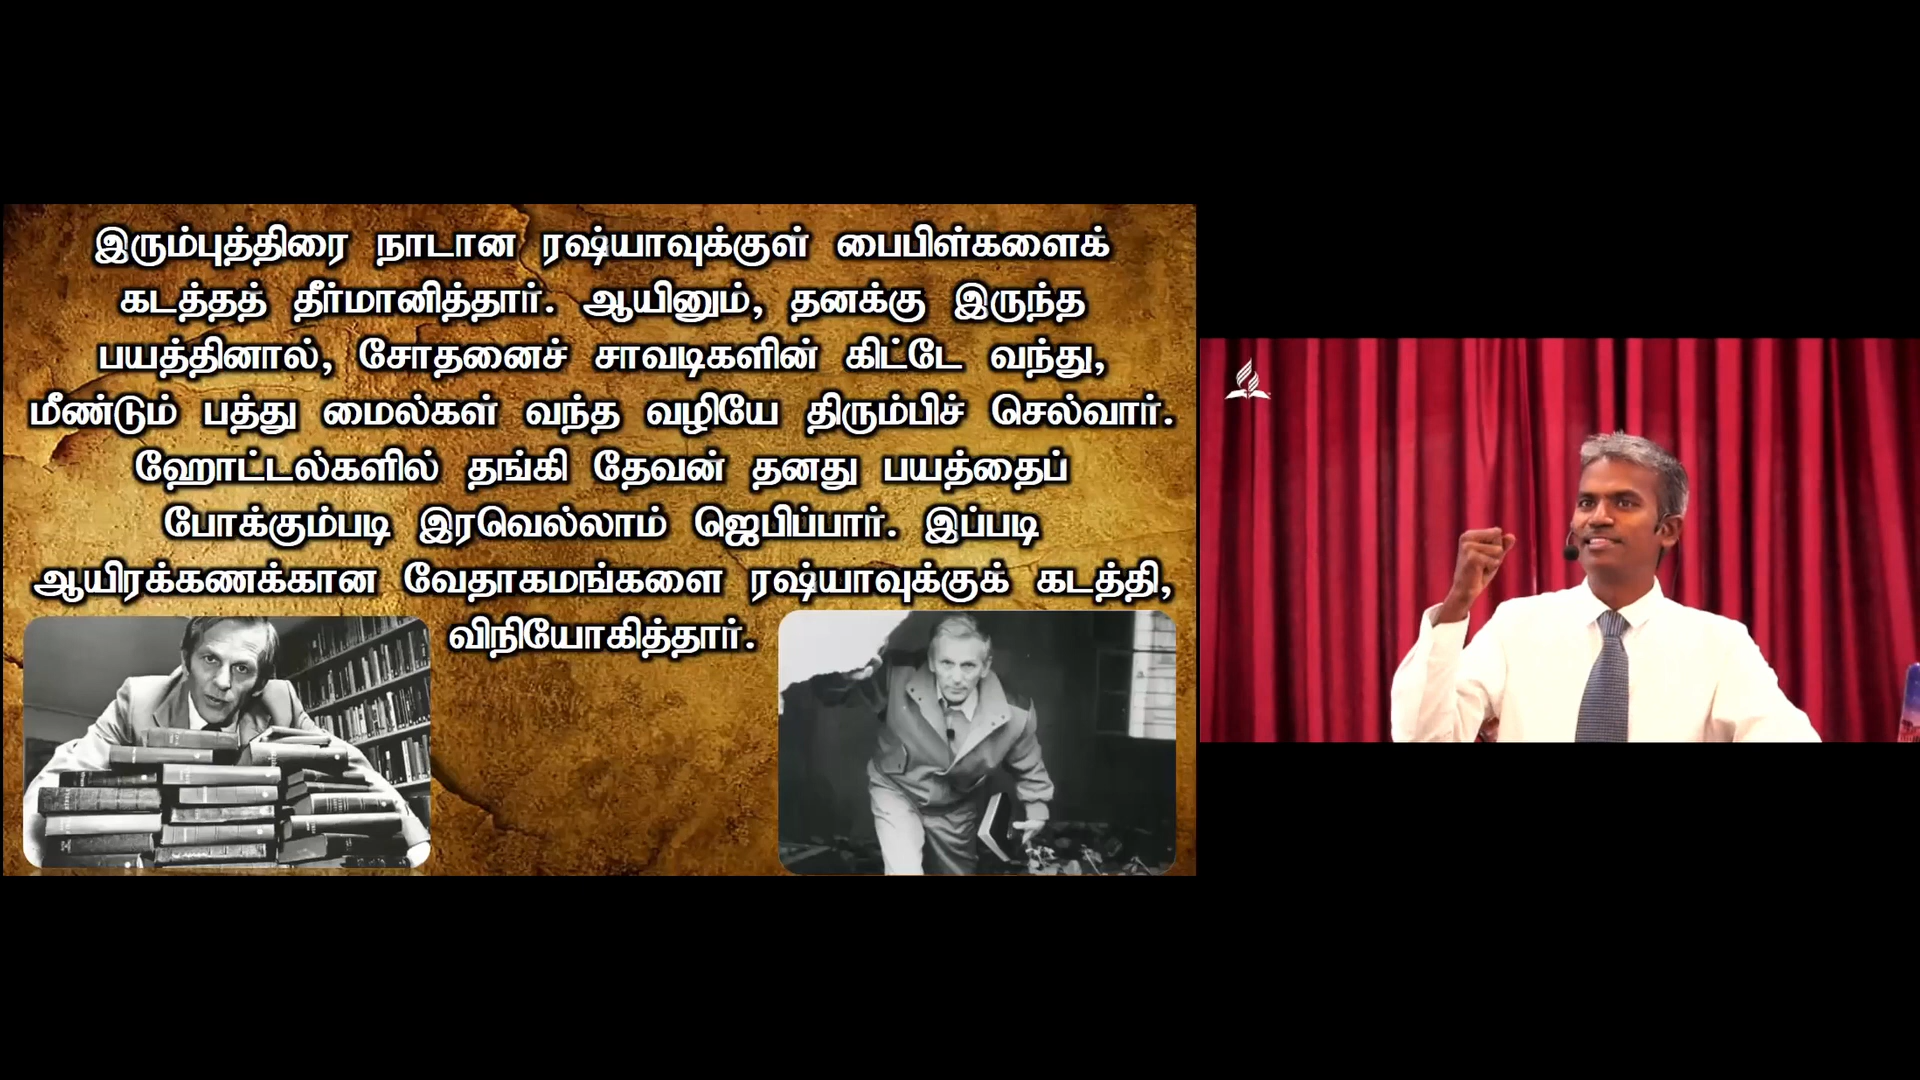 இரும்புத்திரை நாடான ரஷ்யாவுக்குள் பைபிள்களைக்
கடத்தத் தீர்மானித்தார். ஆயினும், தனக்கு இருந்த
பயத்தினால், சோதனைச் சாவடிகளின் கிட்டே வந்து,
மீண்டும் பத்து மைல்கள் வந்த வழியே திரும்பிச் செல்வார்.
ஹோட்டல்களில் தங்கி தேவன் தனது பயத்தைப்
போக்கும்படி இரவெல்லாம் ஜெபிப்பார். இப்படி
ஆயிரக்கணக்கான வேதாகமங்களை ரஷ்யாவுக்குக் கடத்தி,
விநியோகித்தார்.